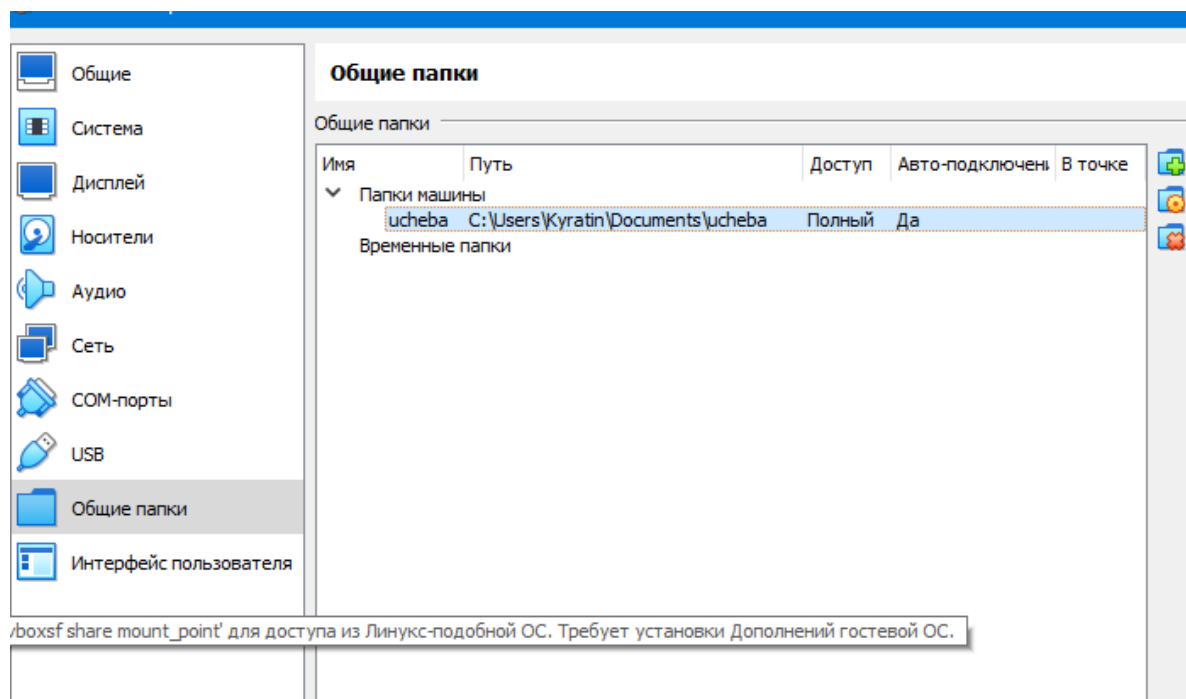 Общие
Система
Дисплей
Носители
Аудио
Сеть
COM-порты
USB
Общие папки
Интерфейс пользователя
Общие папки
Общие папки
Имя Путь Доступ Авто-подключени В точке
Папки машины
ucheba C:\Users\Kyratin\Documents\ucheba Полный Да
Временные папки
vboxsf share mount_point' для доступа из Линукс-подобной ОС. Требует установки Дополнений гостевой ОС.